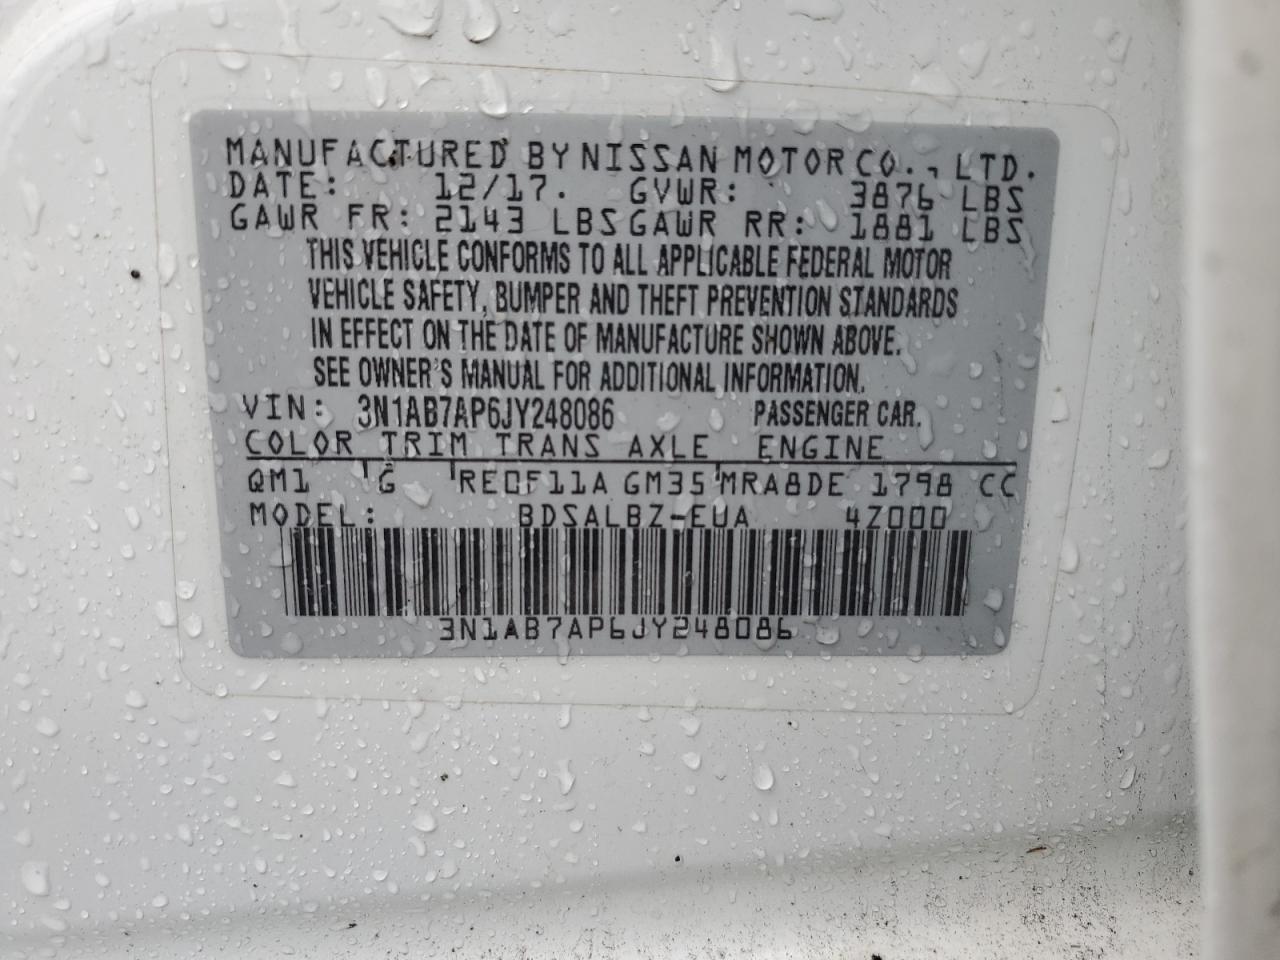 MANUFACTURED BY NISSAN MOTOR CO., LTD.
DATE: 12/17. GVWR: 3876 LBS
GAWR FR: 2143 LBS GAWR RR: 1881 LBS
THIS VEHICLE CONFORMS TO ALL APPLICABLE FEDERAL MOTOR
VEHICLE SAFETY, BUMPER AND THEFT PREVENTION STANDARDS
IN EFFECT ON THE DATE OF MANUFACTURE SHOWN ABOVE.
SEE OWNER'S MANUAL FOR ADDITIONAL INFORMATION.
VIN: 3N1AB7AP6JY248086 PASSENGER CAR.
COLOR TRIM TRANS AXLE ENGINE
QM1 G RE0F11A GM35 MRA8DE 1798 CC
MODEL: BDSALBZ-EUA 4Z000
3N1AB7AP6JY248086